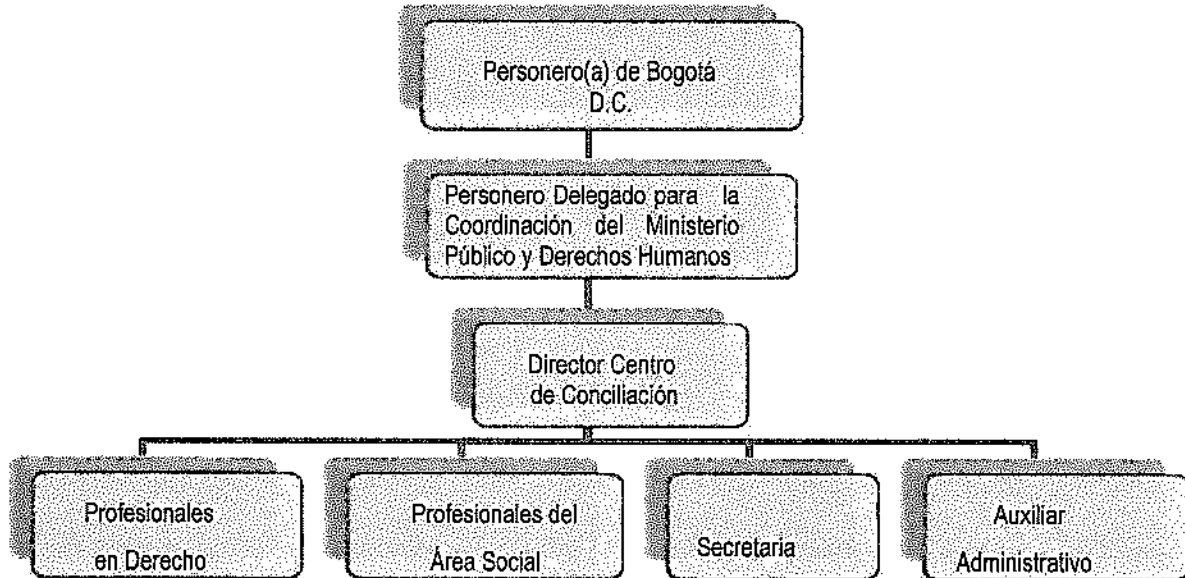 Personero(a) de Bogotá
D.C.
Personero Delegado para la
Coordinación del Ministerio
Público y Derechos Humanos
Director Centro
de Conciliación
Profesionales
en Derecho
Profesionales del
Área Social
Secretaria
Auxiliar
Administrativo